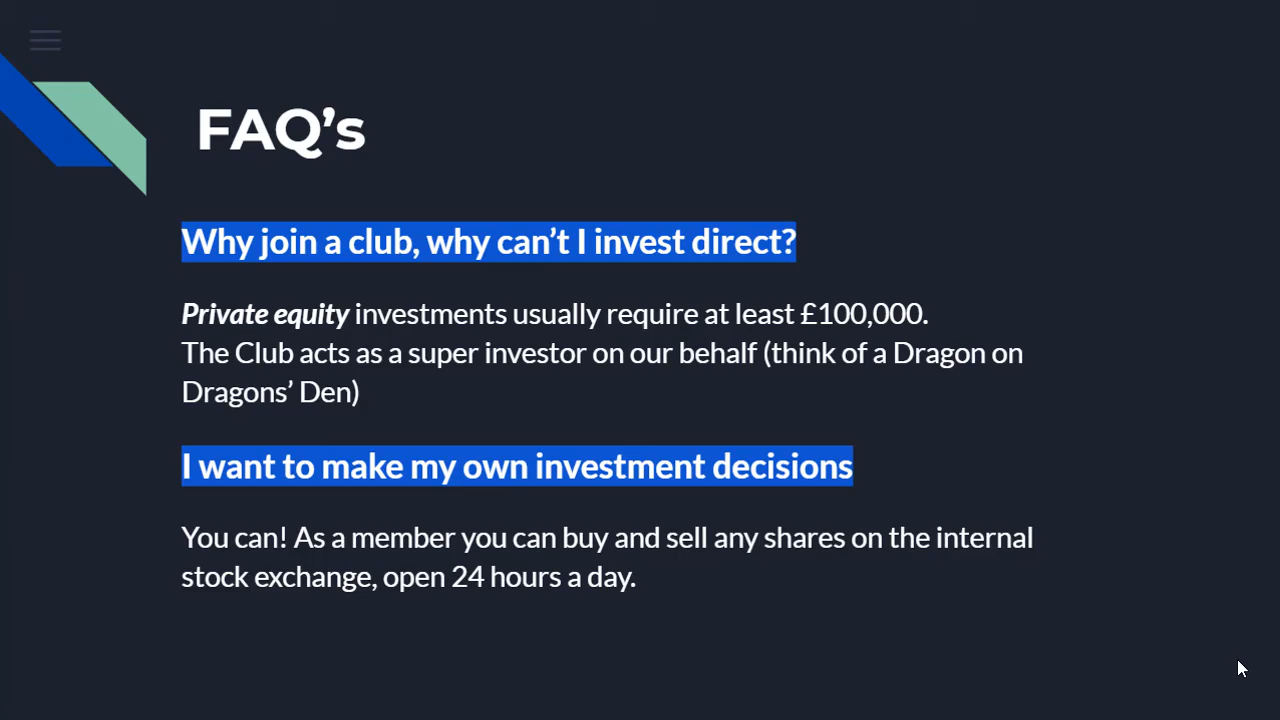 FAQ’s
Why join a club, why can’t I invest direct?
Private equity investments usually require at least £100,000.
The Club acts as a super investor on our behalf (think of a Dragon on
Dragons’ Den)
I want to make my own investment decisions
You can! As a member you can buy and sell any shares on the internal
stock exchange, open 24 hours a day.